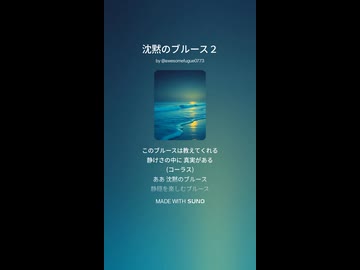 沈黙のブルース２
by @awesomefugue0773
このブルースは教えてくれる
静けさの中に 真実がある
(コーラス)
ああ 沈黙のブルース
静穏を楽しむブルース
MADE WITH SUNO